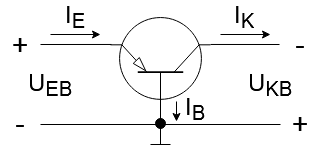 I_E I_K
+ -
U_EB U_KB
I_B
- +